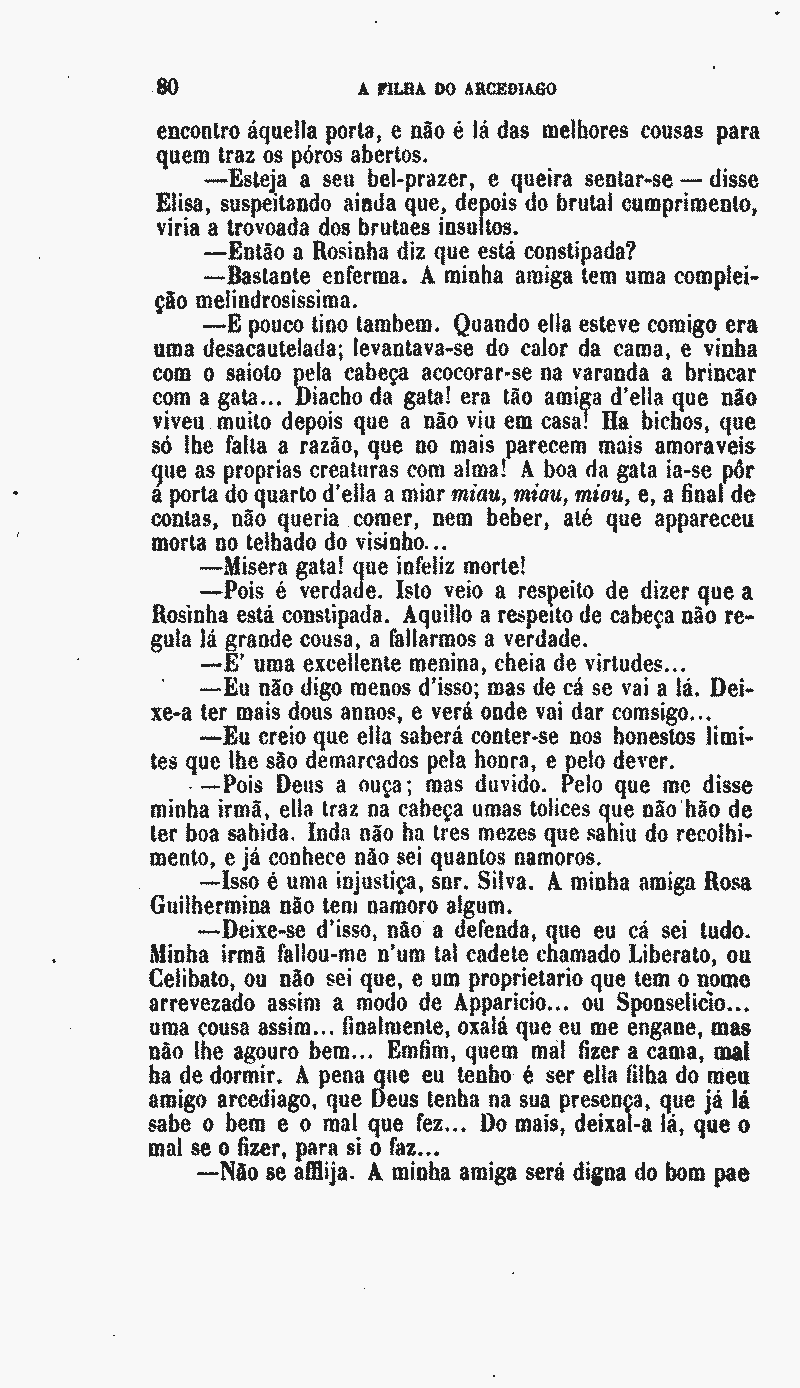 80 A FILHA DO ARCEDIAGO
encontro áquella porta, e não é lá das melhores cousas para
quem traz os póros abertos.
—Esteja a seu bel-prazer, e queira sentar-se — disse
Elisa, suspeitando ainda que, depois do brutal cumprimento,
viria a trovoada dos brutaes insultos.
—Então a Rosinha diz que está constipada?
—Bastante enferma. A minha amiga tem uma complei-
ção melindrosissima.
—E pouco tino tambem. Quando ella esteve comigo era
uma desacautelada; levantava-se do calor da cama, e vinha
com o saioto pela cabeça acocorar-se na varanda a brincar
com a gata... Diacho da gata! era tão amiga d'ella que não
viveu muito depois que a não viu em casa! Ha bichos, que
só lhe falta a razão, que no mais parecem mais amoraveis
que as proprias creaturas com alma! A boa da gata ia-se pôr
á porta do quarto d'ella a miar miau, miau, miau, e, a final de
contas, não queria comer, nem beber, até que appareceu
morta no telhado do visinho...
—Misera gata! que infeliz morte!
—Pois é verdade. Isto veio a respeito de dizer que a
Rosinha está constipada. Aquillo a respeito de cabeça não re-
gula lá grande cousa, a fallarmos a verdade.
—E' uma excellente menina, cheia de virtudes...
—Eu não digo menos d'isso; mas de cá se vai a lá. Dei-
xe-a ter mais dous annos, e verá onde vai dar comsigo...
—Eu creio que ella saberá conter-se nos honestos limi-
tes que lhe são demarcados pela honra, e pelo dever.
—Pois Deus a ouça; mas duvido. Pelo que me disse
minha irmã, ella traz na cabeça umas tolices que não hão de
ter boa sahida. Inda não ha tres mezes que sahiu do recolhi-
mento, e já conhece não sei quantos namoros.
—Isso é uma injustiça, snr. Silva. A minha amiga Rosa
Guilhermina não tem namoro algum.
—Deixe-se d'isso, não a defenda, que eu cá sei tudo.
Minha irmã fallou-me n'um tal cadete chamado Liberato, ou
Celibato, ou não sei que, e um proprietario que tem o nome
arrevezado assim a modo de Apparicio... ou Sponselicio...
uma cousa assim... finalmente, oxalá que eu me engane, mas
não lhe agouro bem... Emfim, quem mal fizer a cama, mal
ha de dormir. A pena que eu tenho é ser ella filha do meu
amigo arcediago, que Deus tenha na sua presença, que já lá
sabe o bem e o mal que fez... Do mais, deixal-a lá, que o
mal se o fizer, para si o faz...
—Não se afflija. A minha amiga será digna do bom pae